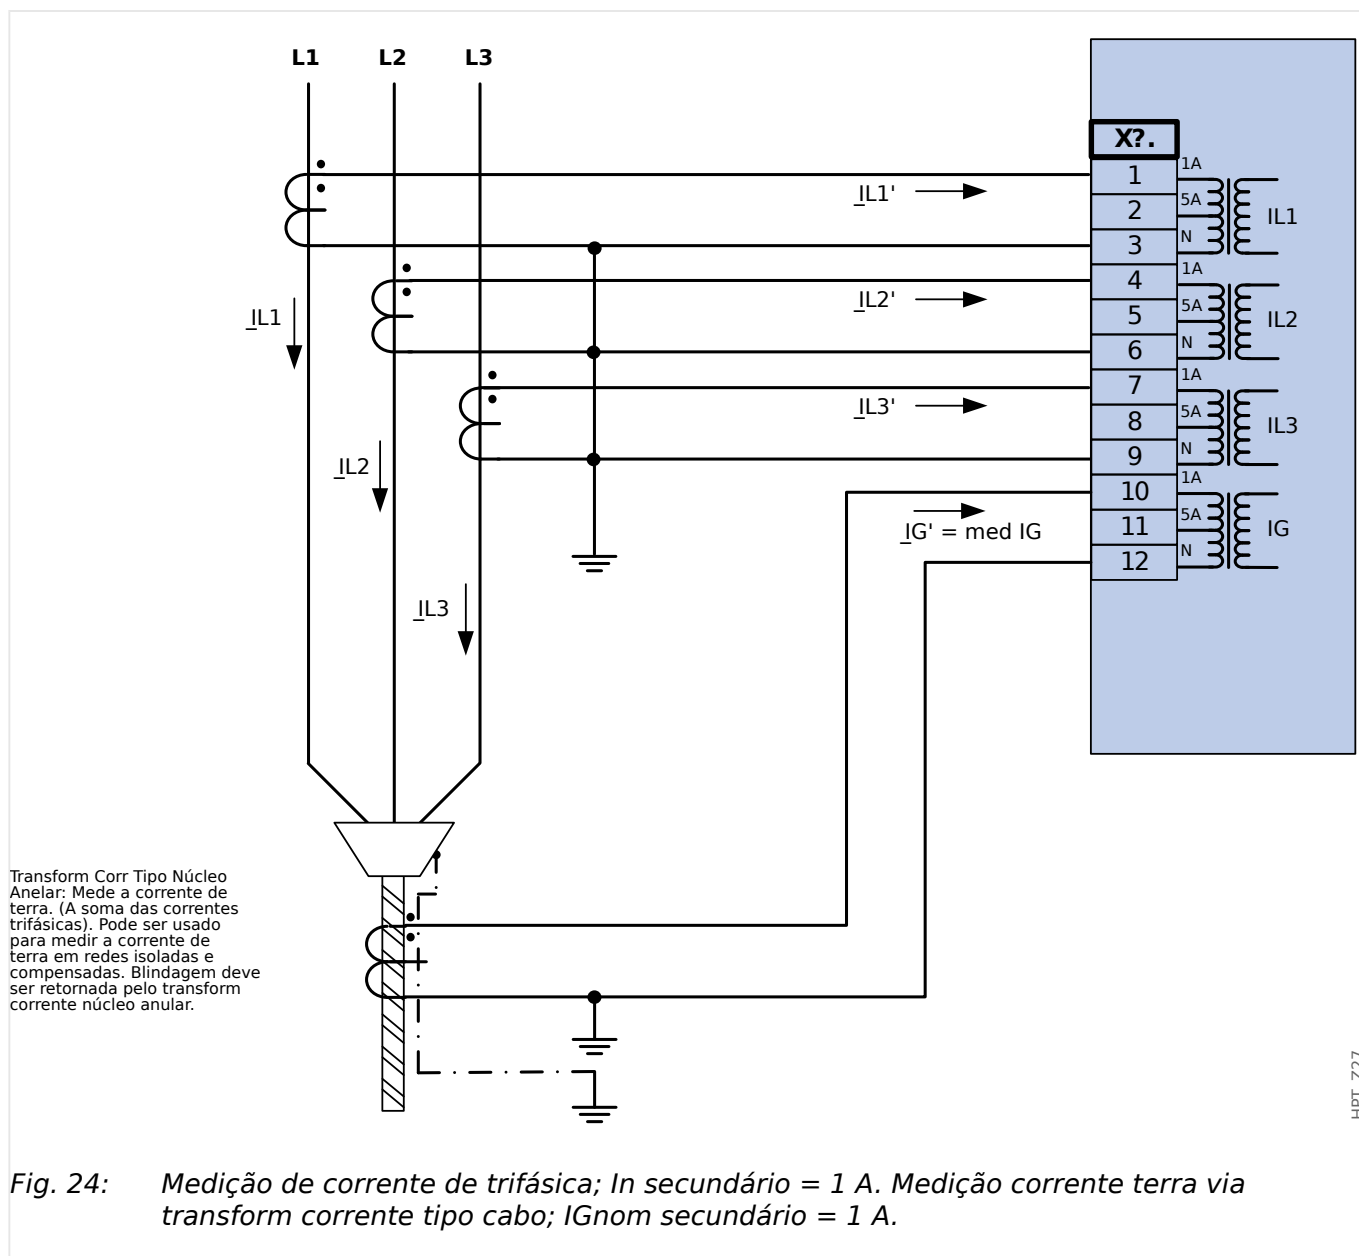 L1 L2 L3
X?.
1
2
3
4
5
6
7
8
9
10
11
12
1A
5A
N
IL1
1A
5A
N
IL2
1A
5A
N
IL3
1A
5A
N
IG
_IL1'
_IL2'
_IL3'
_IG' = med IG
_IL1
_IL2
_IL3
Transform Corr Tipo Núcleo
Anelar: Mede a corrente de
terra. (A soma das correntes
trifásicas). Pode ser usado
para medir a corrente de
terra em redes isoladas e
compensadas. Blindagem deve
ser retornada pelo transform
corrente núcleo anular.
Fig. 24: Medição de corrente de trifásica; In secundário = 1 A. Medição corrente terra via
transform corrente tipo cabo; IGnom secundário = 1 A.